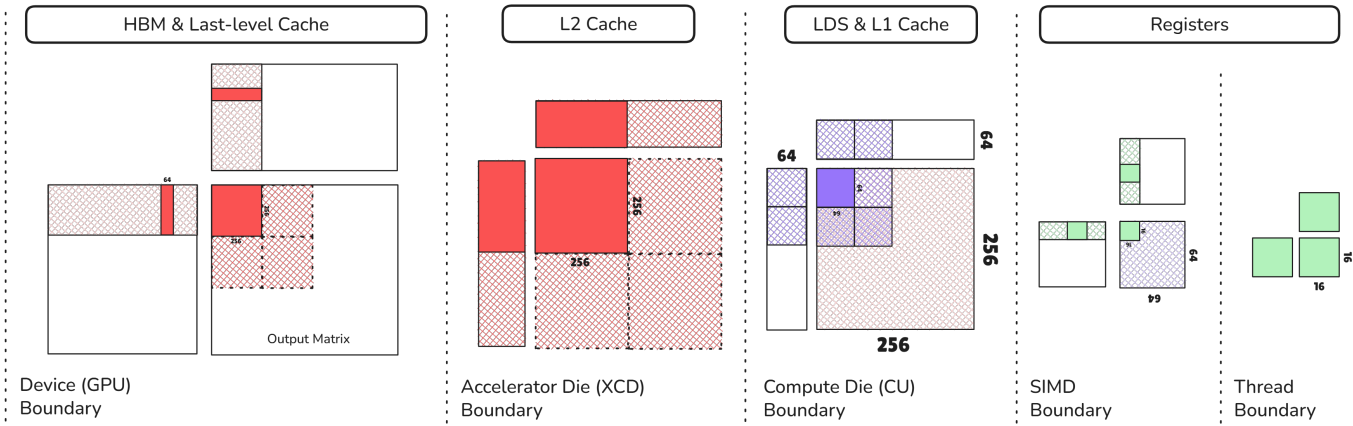 HBM & Last-level Cache
L2 Cache
LDS & L1 Cache
Registers
64
256
256
Output Matrix
256
256
64
64
64
64
256
256
16
16
64
64
16
16
Device (GPU)
Boundary
Accelerator Die (XCD)
Boundary
Compute Die (CU)
Boundary
SIMD
Boundary
Thread
Boundary